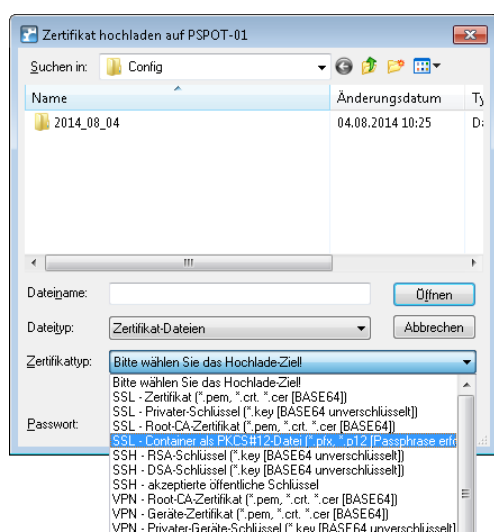 Zertifikat hochladen auf PSPOT-01
Suchen in: Config
Name Änderungsdatum
2014_08_04 04.08.2014 10:25
Dateiname: Öffnen
Dateityp: Zertifikat-Dateien Abbrechen
Zertifikattyp: Bitte wählen Sie das Hochlade-Ziel!
Bitte wählen Sie das Hochlade-Ziel!
SSL - Zertifikat (*.pem, *.crt. *.cer [BASE64])
SSL - Privater-Schlüssel (*.key [BASE64 unverschlüsselt])
SSL - Root-CA-Zertifikat (*.pem, *.crt. *.cer [BASE64])
Passwort: SSL - Container als PKCS#12-Datei (*.pfx, *.p12 [Passphrase
SSH - RSA-Schlüssel (*.key [BASE64 unverschlüsselt])
SSH - DSA-Schlüssel (*.key [BASE64 unverschlüsselt])
SSH - akzeptierte öffentliche Schlüssel
VPN - Root-CA-Zertifikat (*.pem, *.crt. *.cer [BASE64])
VPN - Geräte-Zertifikat (*.pem, *.crt. *.cer [BASE64])
VPN - Privater-Geräte-Schlüssel (*.key [BASE64 unverschlüsselt]